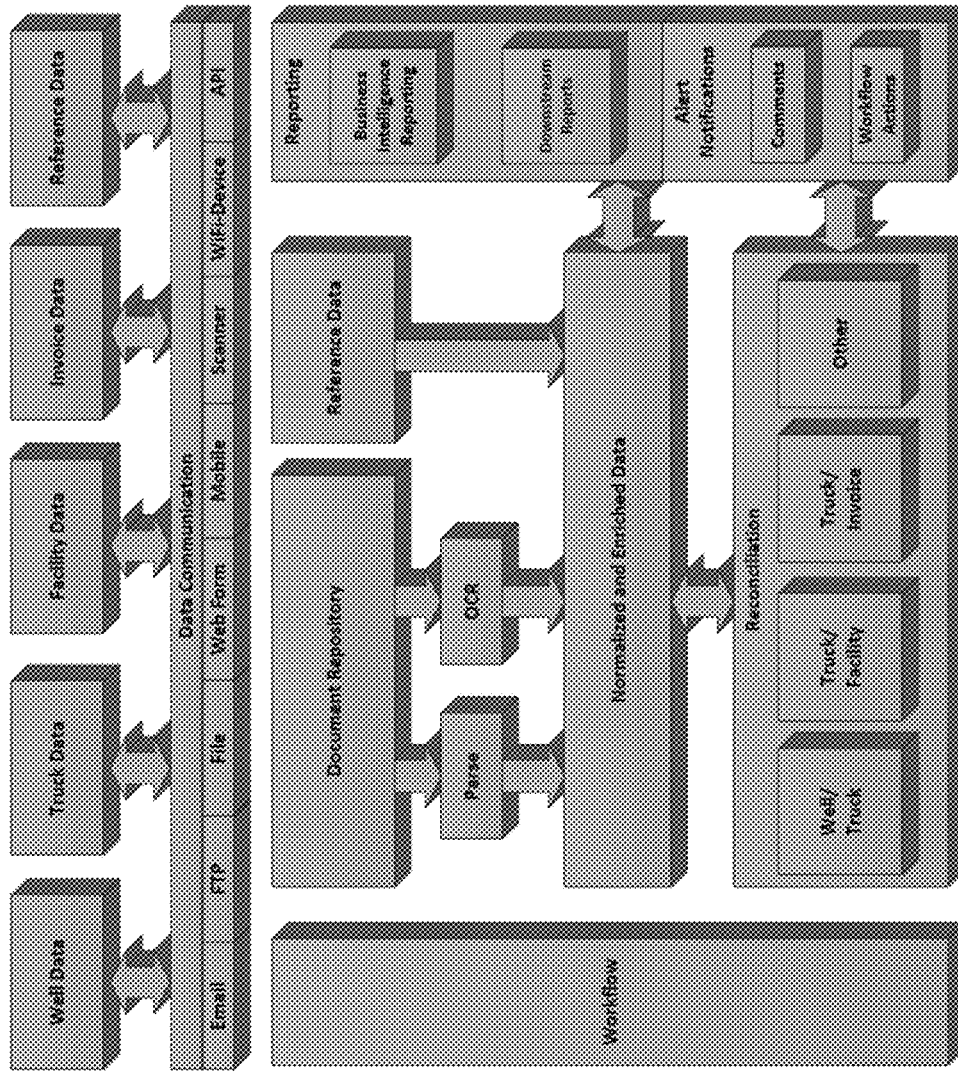 Well Data
Truck Data
Facility Data
Invoice Data
Reference Data
Data Communication
Email
FTP
File
Web Form
Mobile
Scanner
WiFi-Device
API
Workflow
Document Repository
Reference Data
Parse
OCR
Normalized and Enriched Data
Reconciliation
Well/
Truck
Truck/
Facility
Truck/
Invoice
Other
Reporting
Business
Intelligence
Reporting
Downstream
Reports
Alert
Notifications
Comments
Workflow
Actions